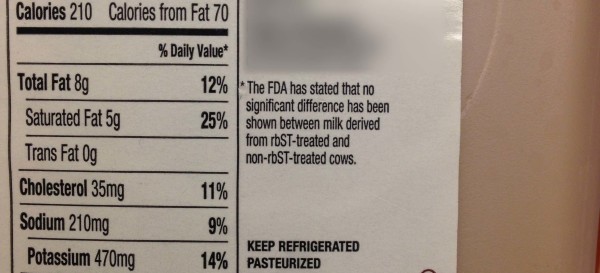 Calories 210 Calories from Fat 70
% Daily Value*
Total Fat 8g 12%
Saturated Fat 5g 25%
Trans Fat 0g
Cholesterol 35mg 11%
Sodium 210mg 9%
Potassium 470mg 14%
* The FDA has stated that no
significant difference has been
shown between milk derived
from rbST-treated and
non-rbST-treated cows.
KEEP REFRIGERATED
PASTEURIZED